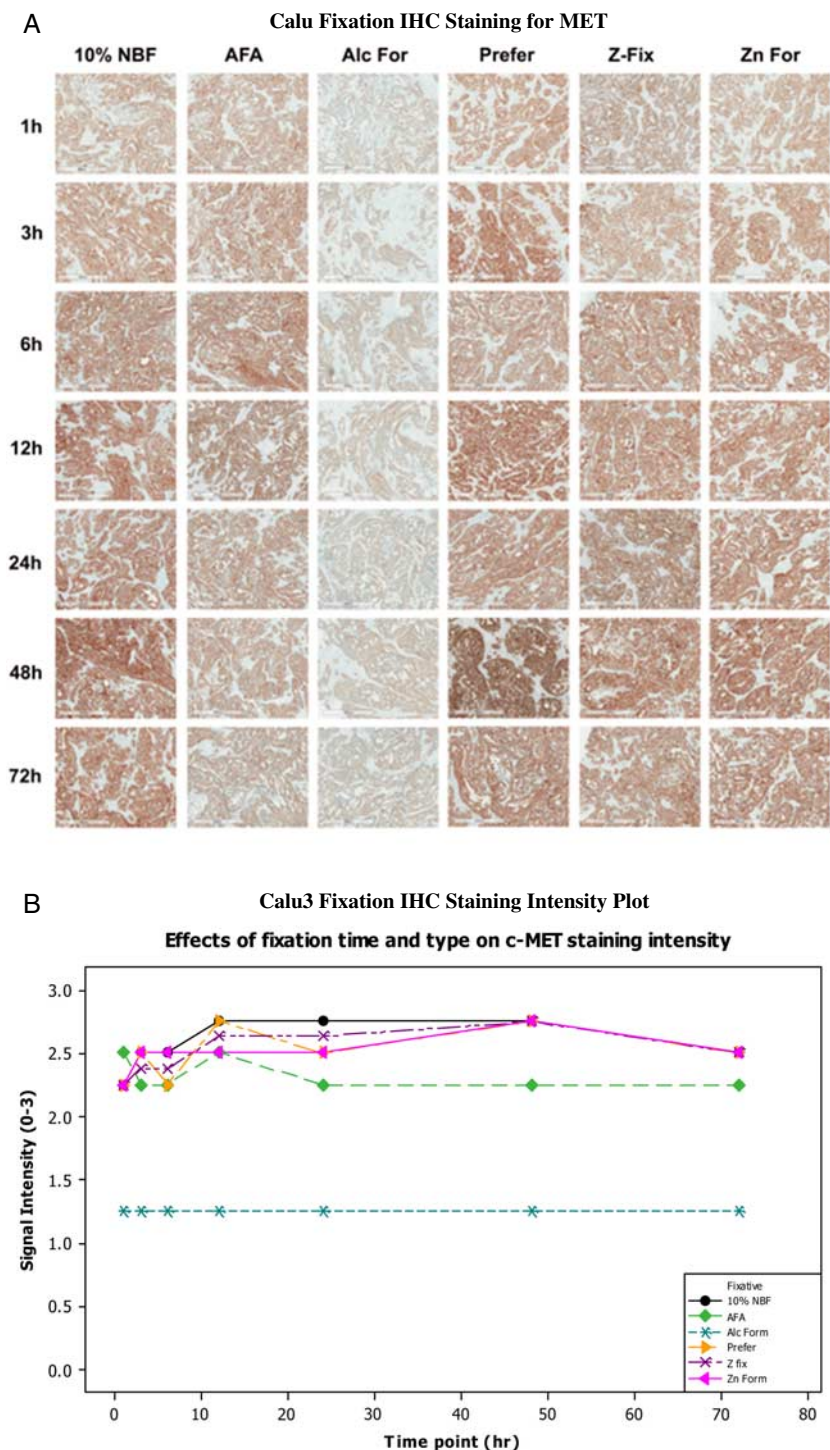 A
Calu Fixation IHC Staining for MET
10% NBF AFA Alc For Prefer Z-Fix Zn For
1h
3h
6h
12h
24h
48h
72h
B
Calu3 Fixation IHC Staining Intensity Plot
Effects of fixation time and type on c-MET staining intensity
Signal Intensity (0-3)
3.0
2.5
2.0
1.5
1.0
0.5
0.0
Fixative
10% NBF
AFA
Alc Form
Prefer
Z fix
Zn Form
0 10 20 30 40 50 60 70 80
Time point (hr)